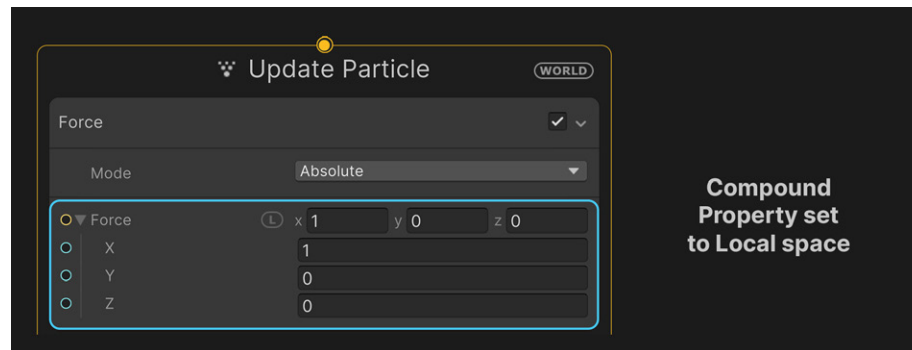 Update Particle WORLD
Force
Mode Absolute
Force L x 1 y 0 z 0
X 1
Y 0
Z 0
Compound
Property set
to Local space